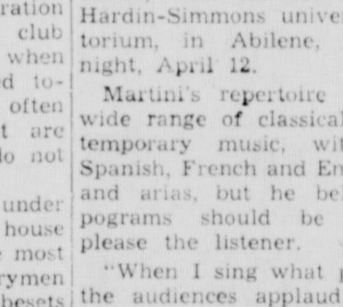 ration
club
when
d to-
often
t are
do not
under
house
most
rymen
besets
Hardin-Simmons unive
torium, in Abilene,
night, April 12.
Martini's repertoire
wide range of classical
temporary music, wit
Spanish, French and En
and arias, but he be
pograms should be
please the listener.
"When I sing what
the audiences applaud